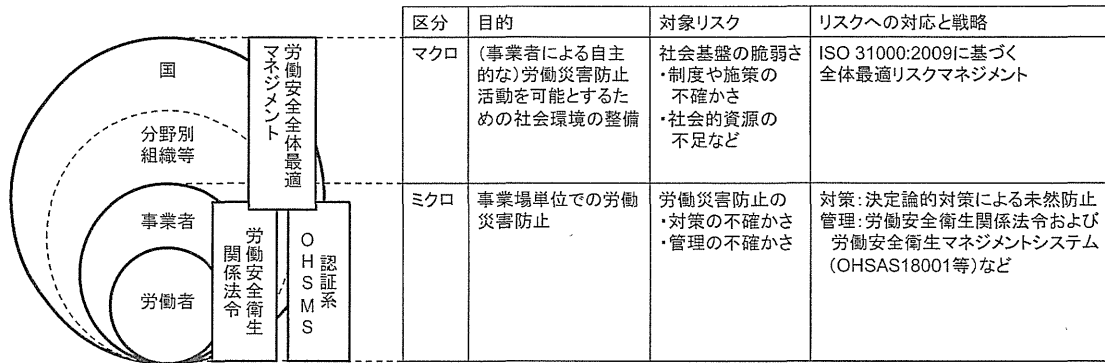 国
分野別
組織等
事業者
労働者
労働安全全体最適
マネジメント
労働安全衛生
関係法令
認証系
OHSMS
区分 目的 対象リスク リスクへの対応と戦略
マクロ (事業者による自主 社会基盤の脆弱さ ISO 31000:2009に基づく
的な)労働災害防止 ・制度や施策の 全体最適リスクマネジメント
活動を可能とするた 不確かさ
めの社会環境の整備 ・社会的資源の
不足など
ミクロ 事業場単位での労働 労働災害防止の 対策:決定論的対策による未然防止
災害防止 ・対策の不確かさ 管理:労働安全衛生関係法令および
・管理の不確かさ 労働安全衛生マネジメントシステム
(OHSAS18001等)など